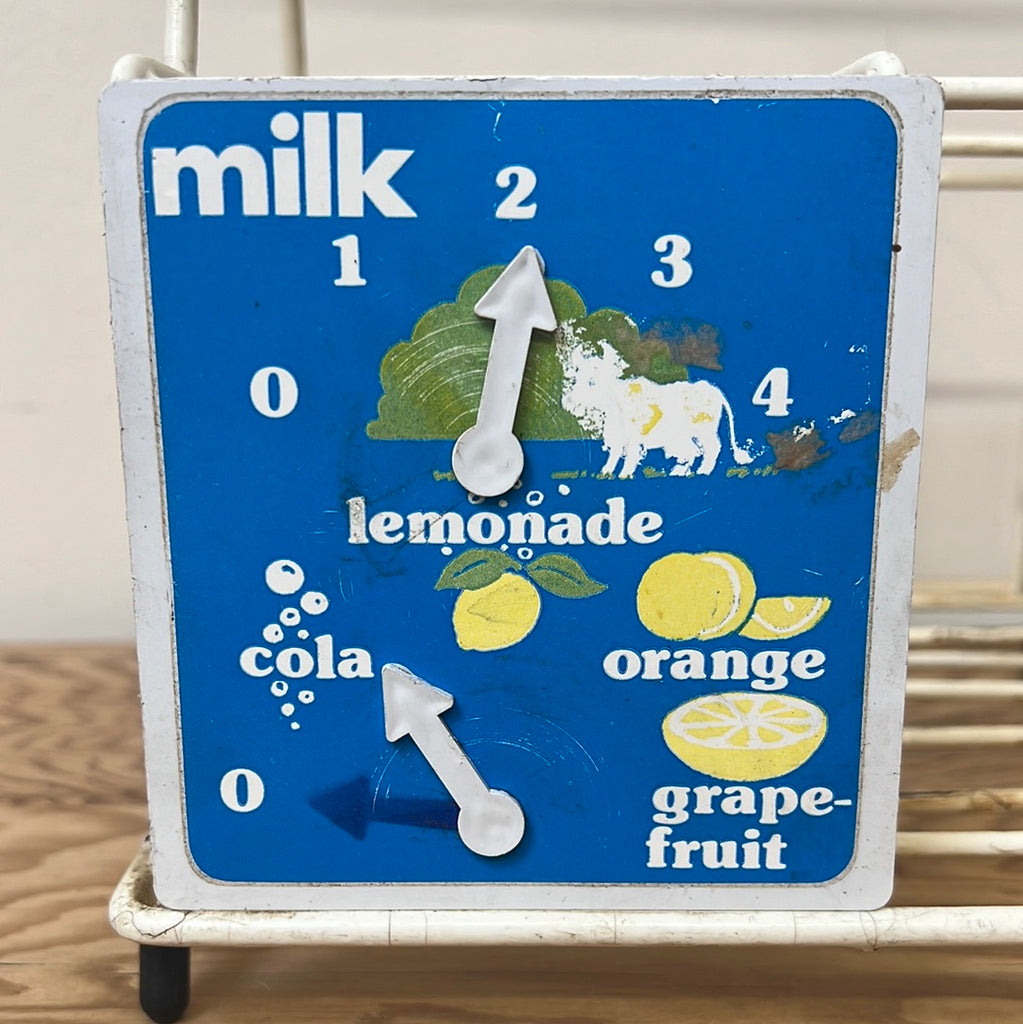 milk
2
1
3
0
4
lemonade
cola
orange
0
grape-
fruit